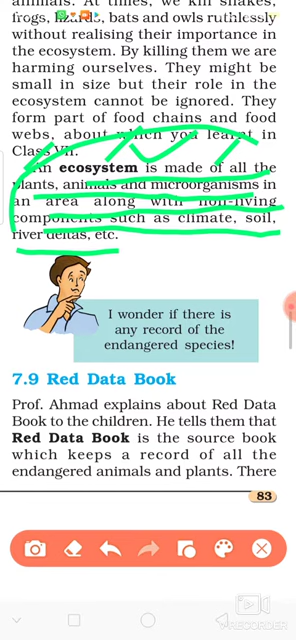 animals. At times, we kill snakes,
frogs, lizards, bats and owls ruthlessly
without realising their importance in
the ecosystem. By killing them we are
harming ourselves. They might be
small in size but their role in the
ecosystem cannot be ignored. They
form part of food chains and food
webs, about which you learnt in
Class VII.
An ecosystem is made of all the
plants, animals and microorganisms in
an area along with non-living
components such as climate, soil,
river deltas, etc.
I wonder if there is
any record of the
endangered species!
7.9 Red Data Book
Prof. Ahmad explains about Red Data
Book to the children. He tells them that
Red Data Book is the source book
which keeps a record of all the
endangered animals and plants. There
83
RECORDER